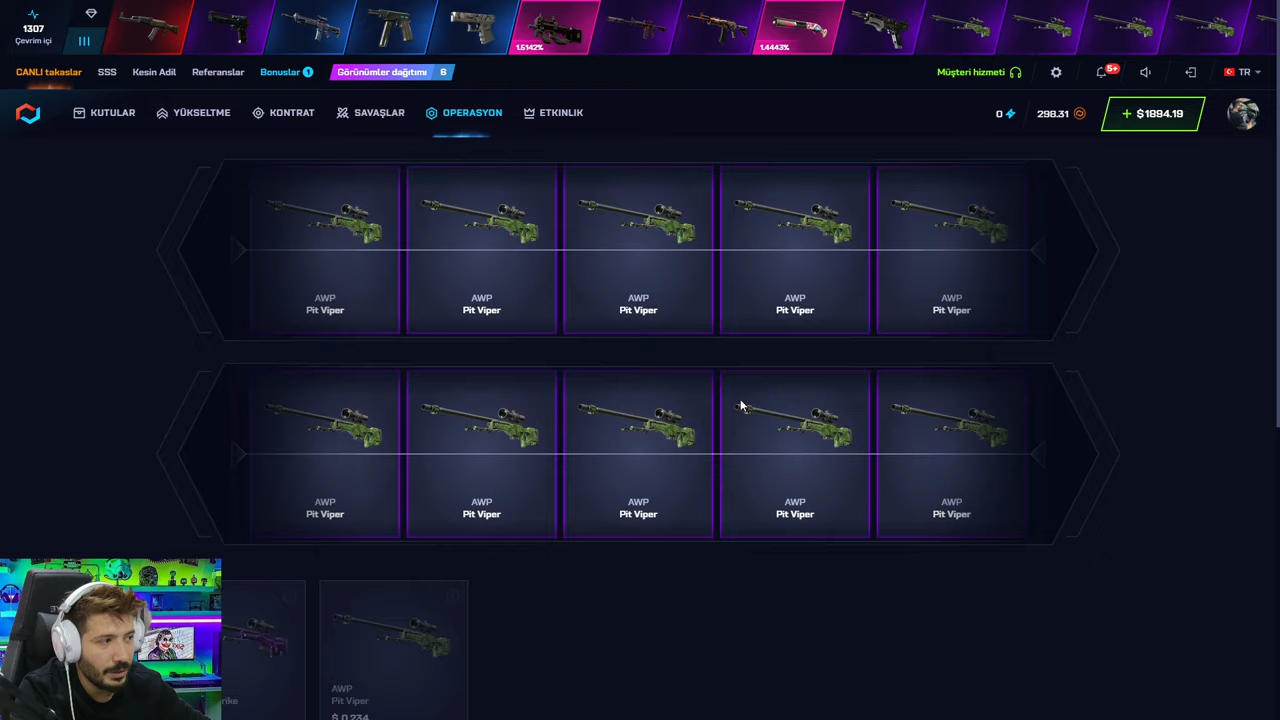 1307
Çevrim içi
1.5142%
1.4443%
CANLI takaslar
SSS
Kesin Adil
Referanslar
Bonuslar 1
Görünümler dağıtımı 6
Müşteri hizmeti
5+
TR
KUTULAR
YÜKSELTME
KONTRAT
SAVAŞLAR
OPERASYON
ETKINLIK
0
298.31
+ $1894.19
AWP
Pit Viper
AWP
Pit Viper
AWP
Pit Viper
AWP
Pit Viper
AWP
Pit Viper
AWP
Pit Viper
AWP
Pit Viper
AWP
Pit Viper
AWP
Pit Viper
AWP
Pit Viper
AWP
Pit Viper
$ 0.234